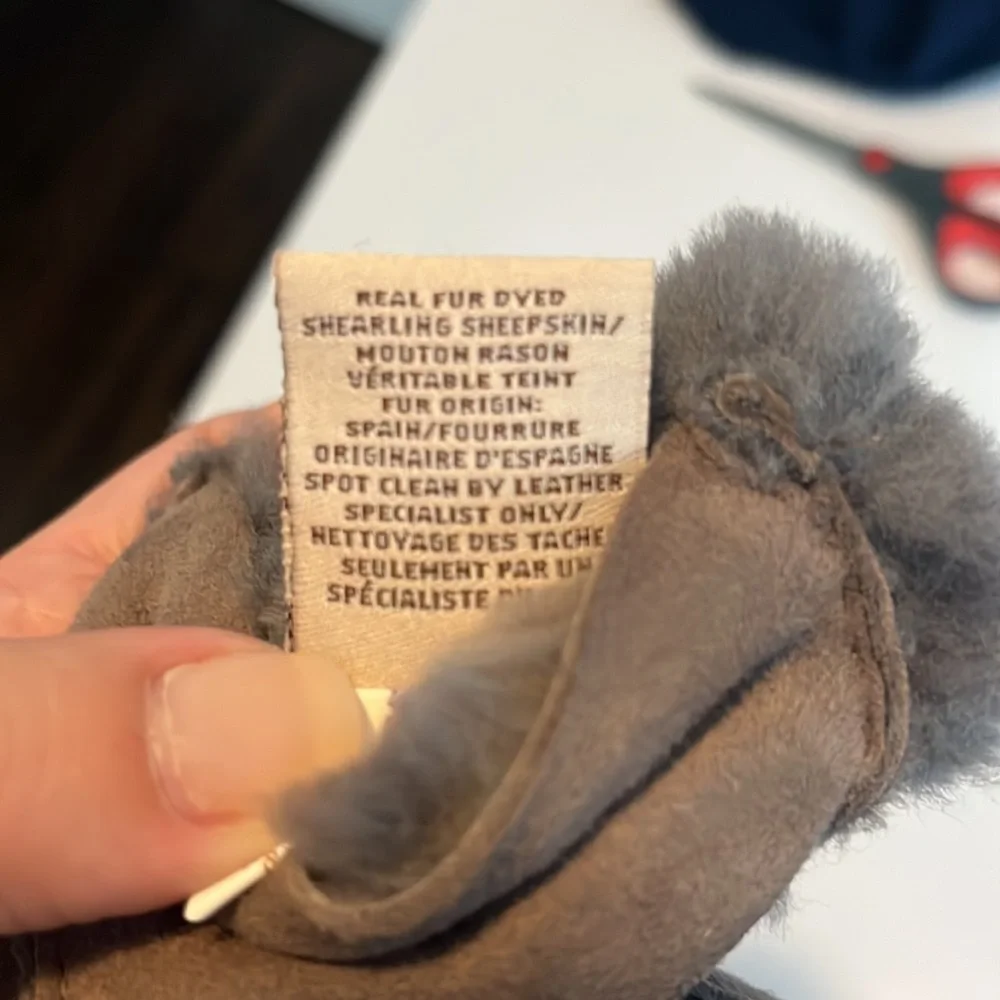 REAL FUR DYED
SHEARLING SHEEPSKIN/
MOUTON RASON
VÉRITABLE TEINT
FUR ORIGIN:
SPAIN/FOURRURE
ORIGINAIRE D'ESPAGNE
SPOT CLEAN BY LEATHER
SPECIALIST ONLY/
NETTOYAGE DES TACHE
SEULEMENT PAR UN
SPÉCIALISTE